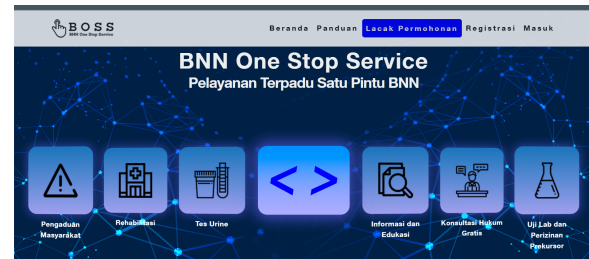 BOSS
BNN One Stop Service
Beranda Panduan Lacak Permohonan Registrasi Masuk
BNN One Stop Service
Pelayanan Terpadu Satu Pintu BNN
< >
Pengaduan
Masyarakat
Rehabilitasi
Tes Urine
Informasi dan
Edukasi
Konsultasi Hukum
Gratis
Uji Lab dan
Perizinan
Prekursor